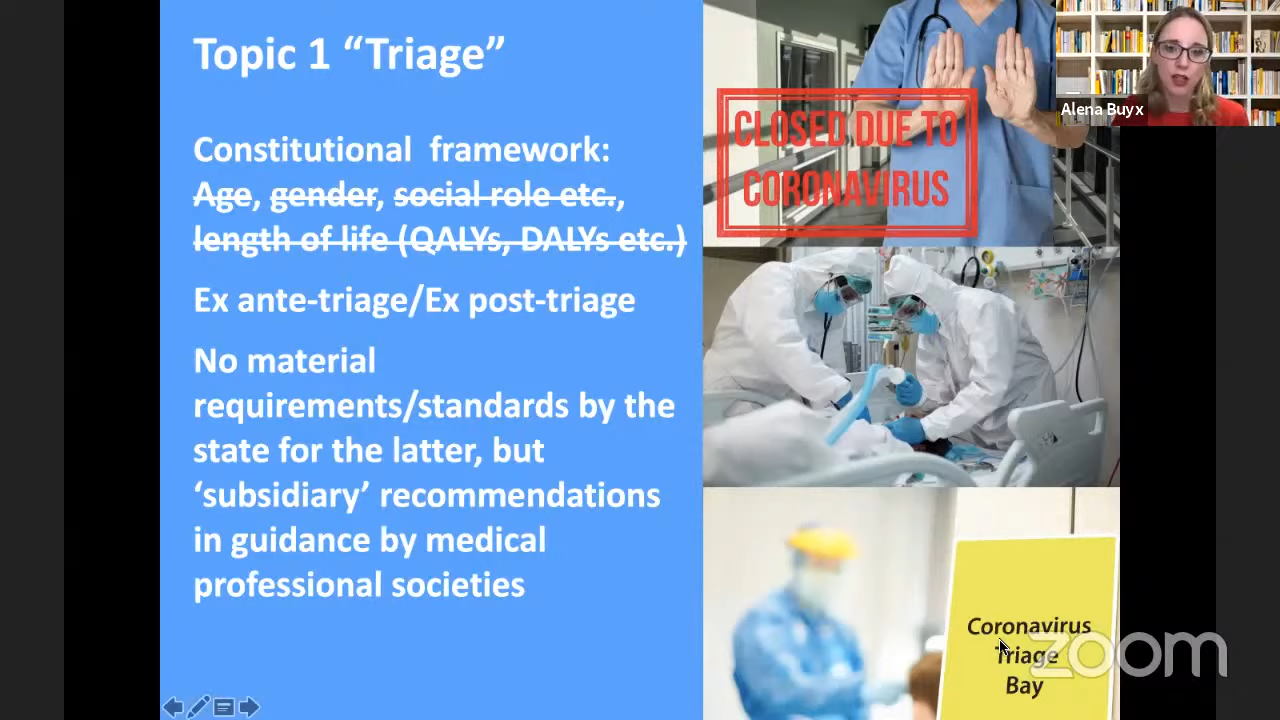 Topic 1 “Triage”
Constitutional  framework:
Age, gender, social role etc.,
length of life (QALYs, DALYs etc.)
Ex ante-triage/Ex post-triage
No material
requirements/standards by the
state for the latter, but
‘subsidiary’ recommendations
in guidance by medical
professional societies
CLOSED DUE TO
CORONAVIRUS
Alena Buyx
Coronavirus
Triage
Bay
zoom